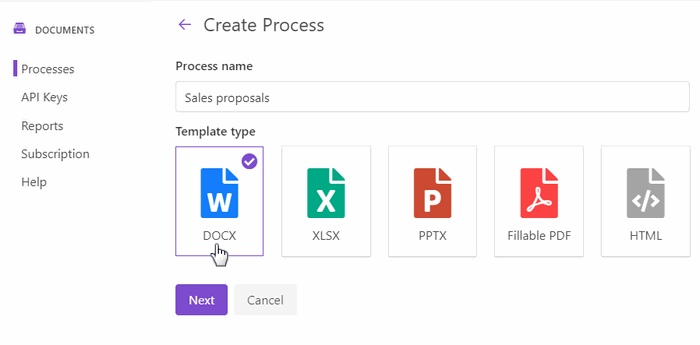 DOCUMENTS
Processes
API Keys
Reports
Subscription
Help
← Create Process
Process name
Sales proposals
Template type
W
DOCX
X
XLSX
P
PPTX
Fillable PDF
</>
HTML
Next
Cancel